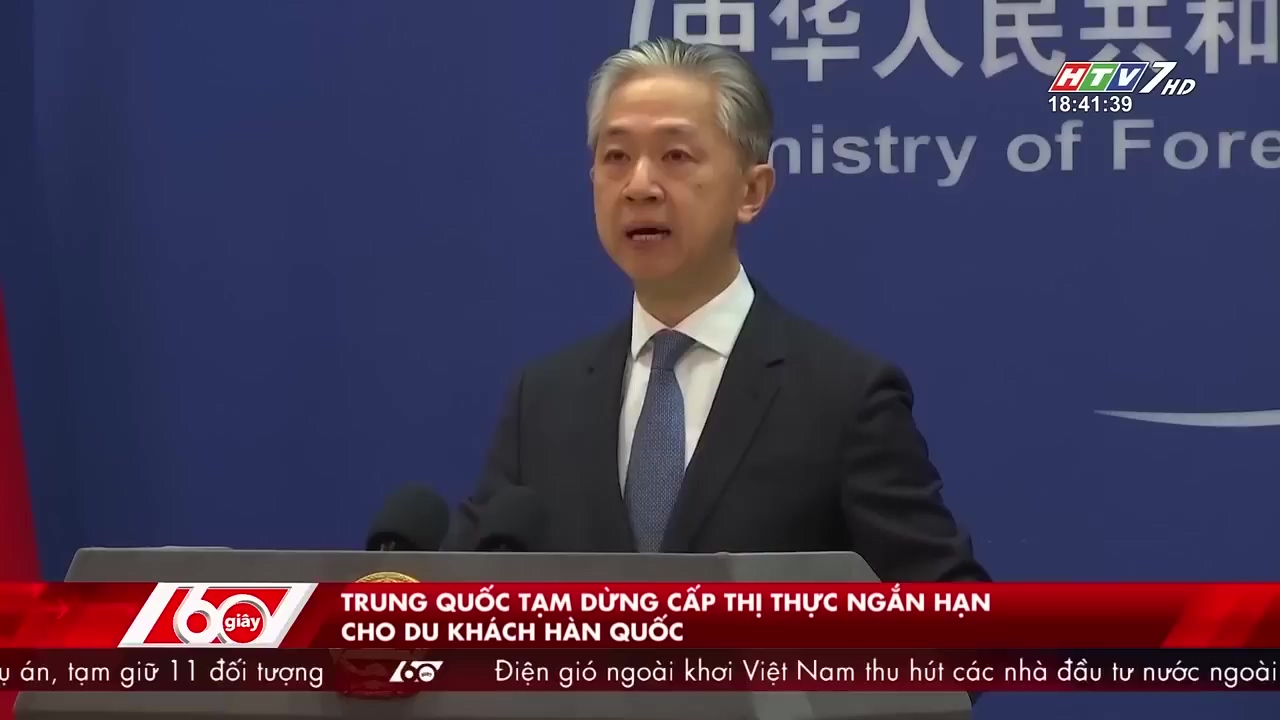 中华人民共和
HTV7 HD
18:41:39
nistry of Fore
60 giây
TRUNG QUỐC TẠM DỪNG CẤP THỊ THỰC NGẮN HẠN
CHO DU KHÁCH HÀN QUỐC
ụ án, tạm giữ 11 đối tượng 60 Điện gió ngoài khơi Việt Nam thu hút các nhà đầu tư nước ngoài